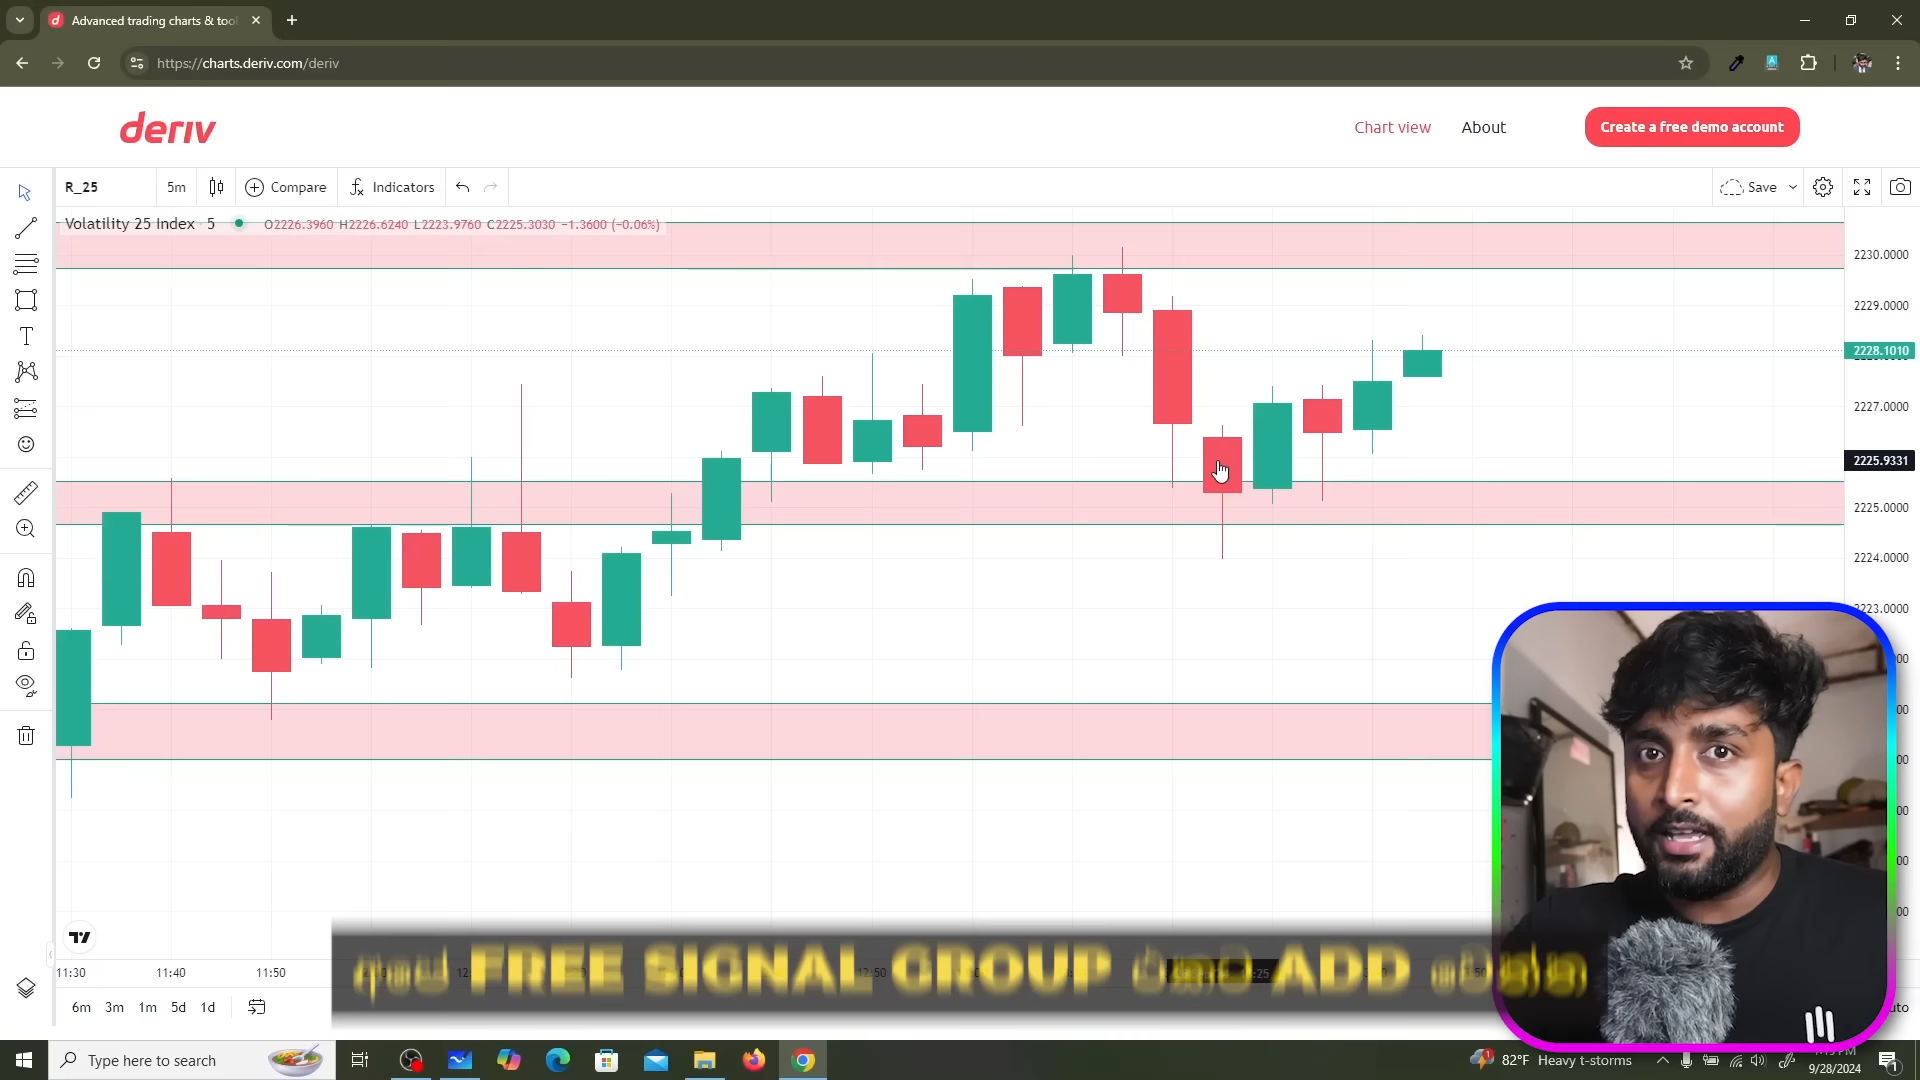 Advanced trading charts & tool
https://charts.deriv.com/deriv
deriv
Chart view
About
Create a free demo account
R_25
5m
Compare
Indicators
Save
Volatility 25 Index · 5
O2226.3960 H2226.6240 L2223.9760 C2225.3030 −1.3600 (−0.06%)
2230.0000
2229.0000
2228.1010
2227.0000
2225.9331
2225.0000
2224.0000
2223.0000
11:30
11:40
11:50
12:50
FREE SIGNAL GROUP
ADD
6m
3m
1m
5d
1d
Type here to search
82°F Heavy t-storms
9/28/2024